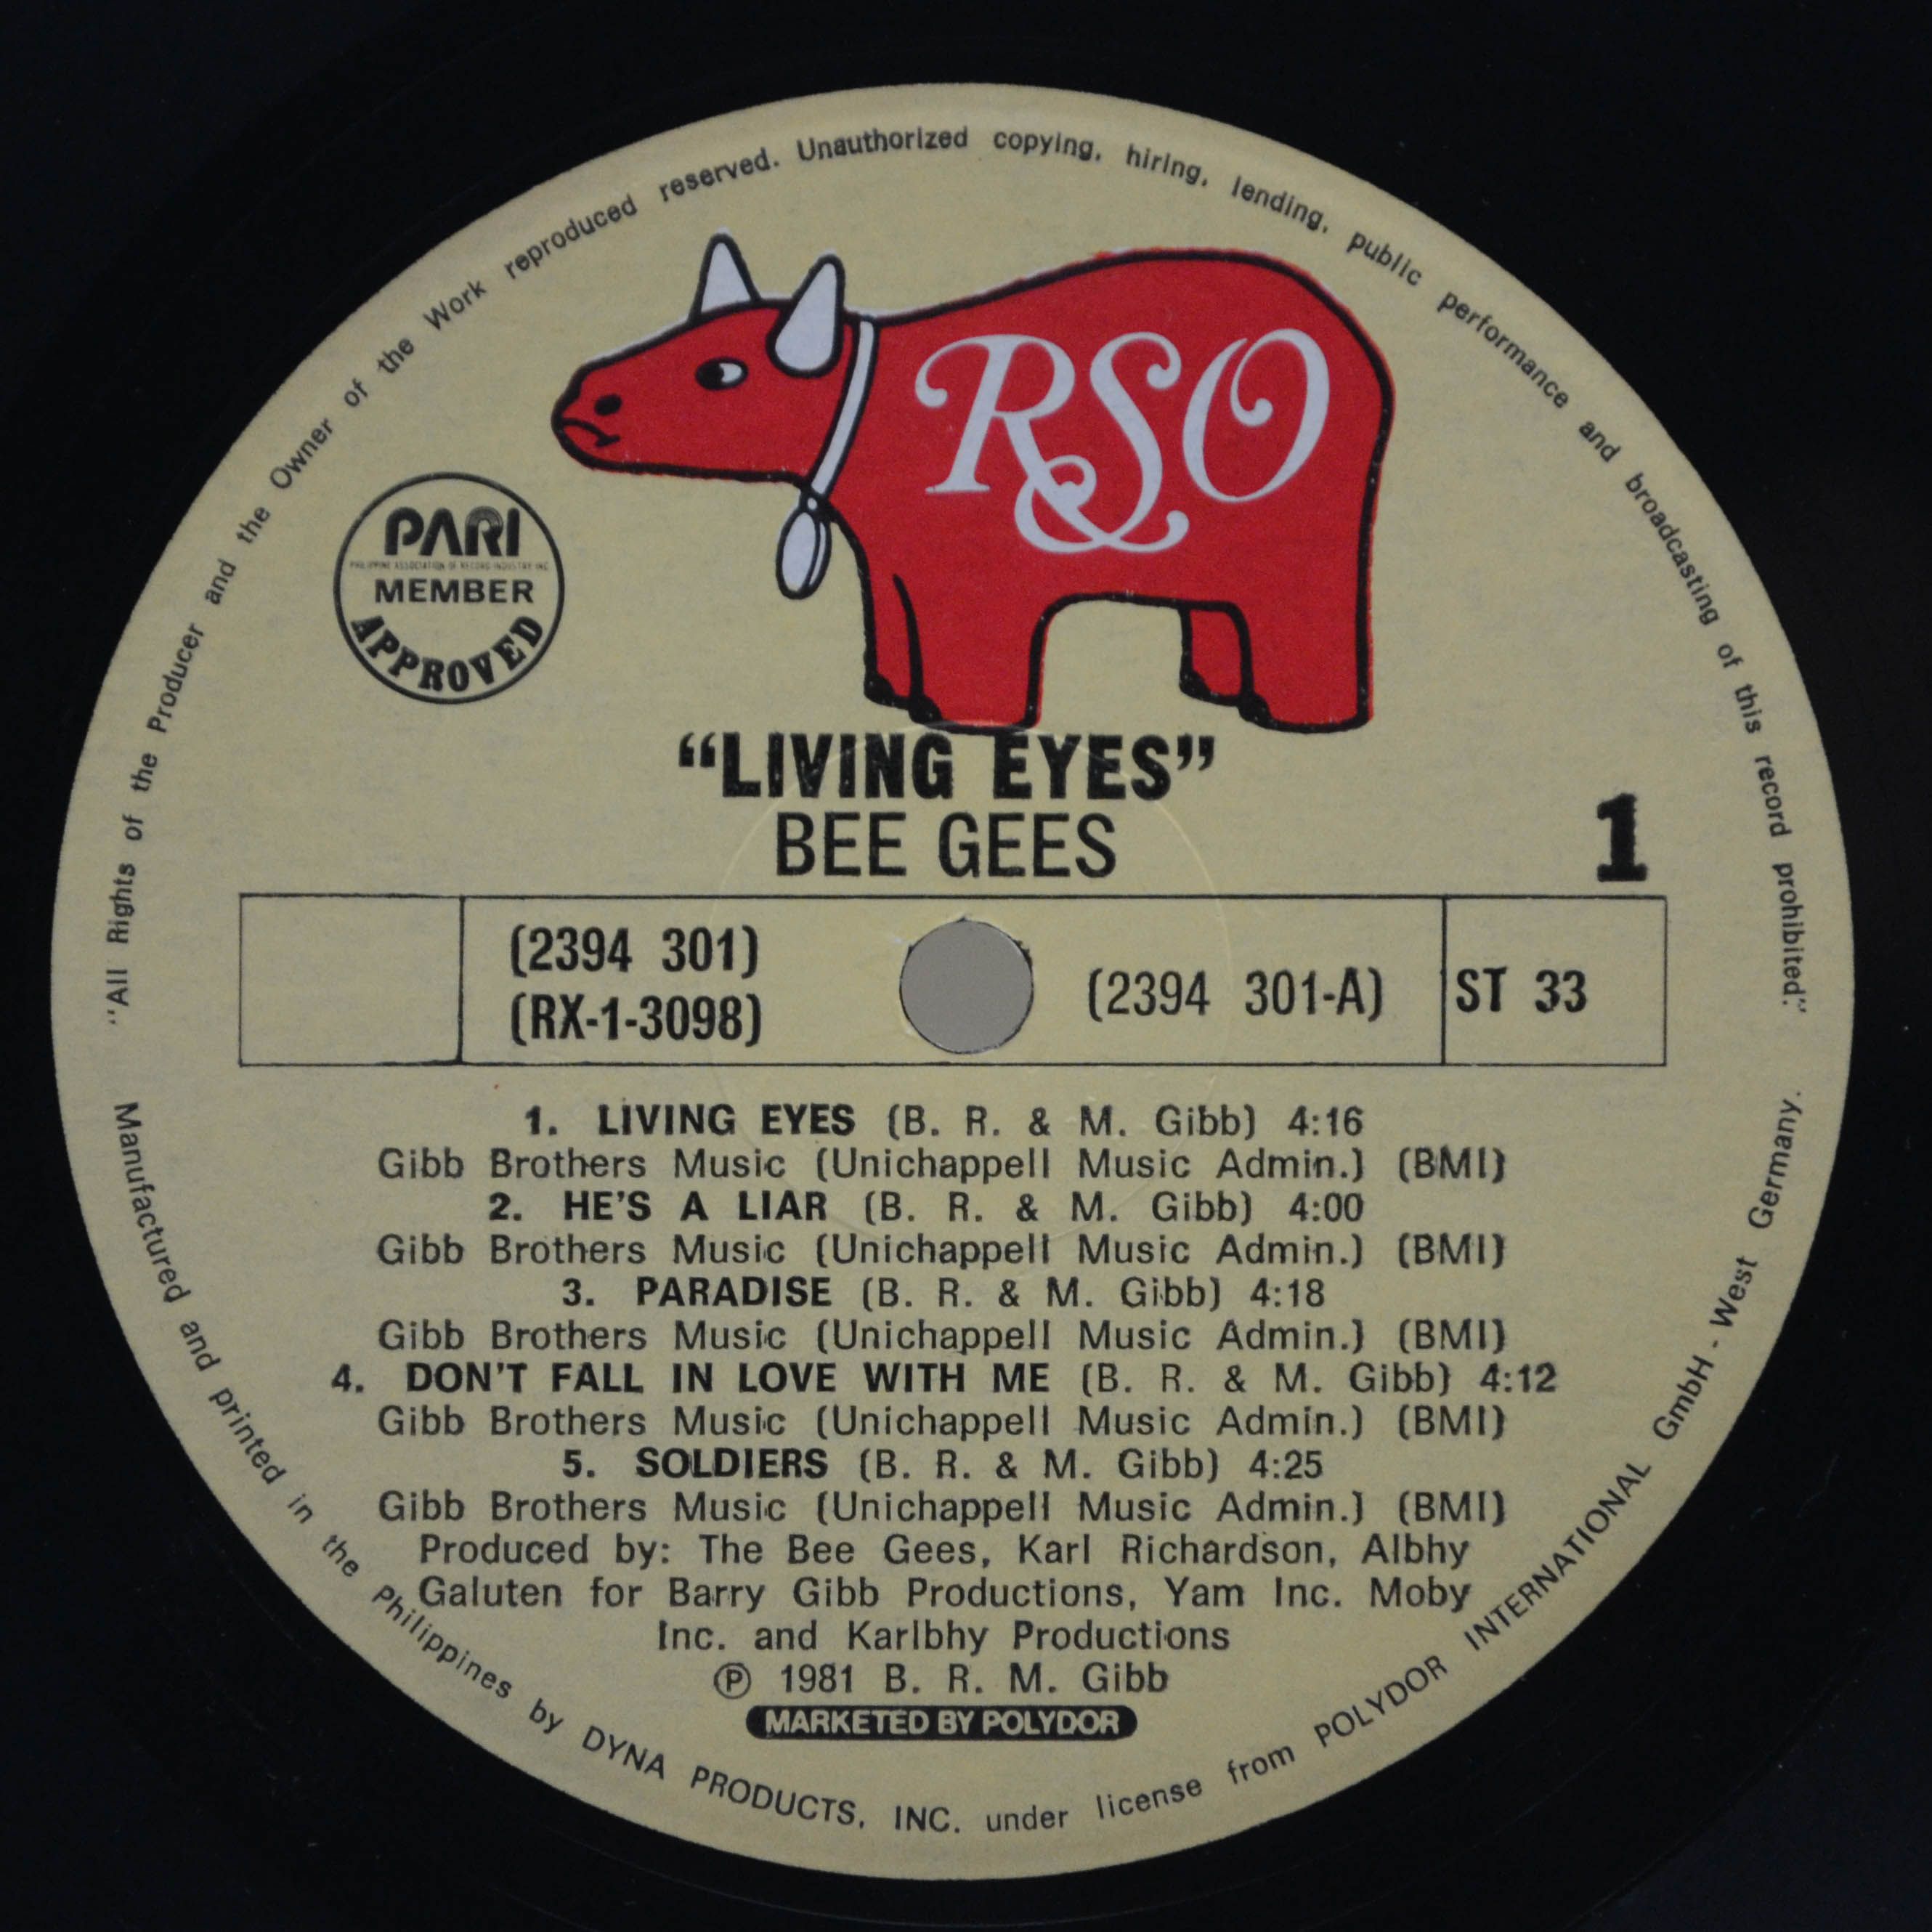 "All Rights of the Producer and the Owner of the Work reproduced reserved. Unauthorized copying, hiring, lending, public performance and broadcasting of this record prohibited."
RSO
PARI
PHILIPPINE ASSOCIATION OF RECORD INDUSTRY INC.
MEMBER
APPROVED
“LIVING EYES”
BEE GEES
1
(2394 301)
(RX-1-3098)
(2394 301-A)
ST 33
1. LIVING EYES (B. R. & M. Gibb) 4:16
Gibb Brothers Music (Unichappell Music Admin.) (BMI)
2. HE'S A LIAR (B. R. & M. Gibb) 4:00
Gibb Brothers Music (Unichappell Music Admin.) (BMI)
3. PARADISE (B. R. & M. Gibb) 4:18
Gibb Brothers Music (Unichappell Music Admin.) (BMI)
4. DON'T FALL IN LOVE WITH ME (B. R. & M. Gibb) 4:12
Gibb Brothers Music (Unichappell Music Admin.) (BMI)
5. SOLDIERS (B. R. & M. Gibb) 4:25
Gibb Brothers Music (Unichappell Music Admin.) (BMI)
Produced by: The Bee Gees, Karl Richardson, Albhy
Galuten for Barry Gibb Productions, Yam Inc. Moby
Inc. and Karlbhy Productions
℗ 1981 B. R. M. Gibb
MARKETED BY POLYDOR
Manufactured and printed in the Philippines by DYNA PRODUCTS, INC. under license from POLYDOR INTERNATIONAL GmbH - West Germany.